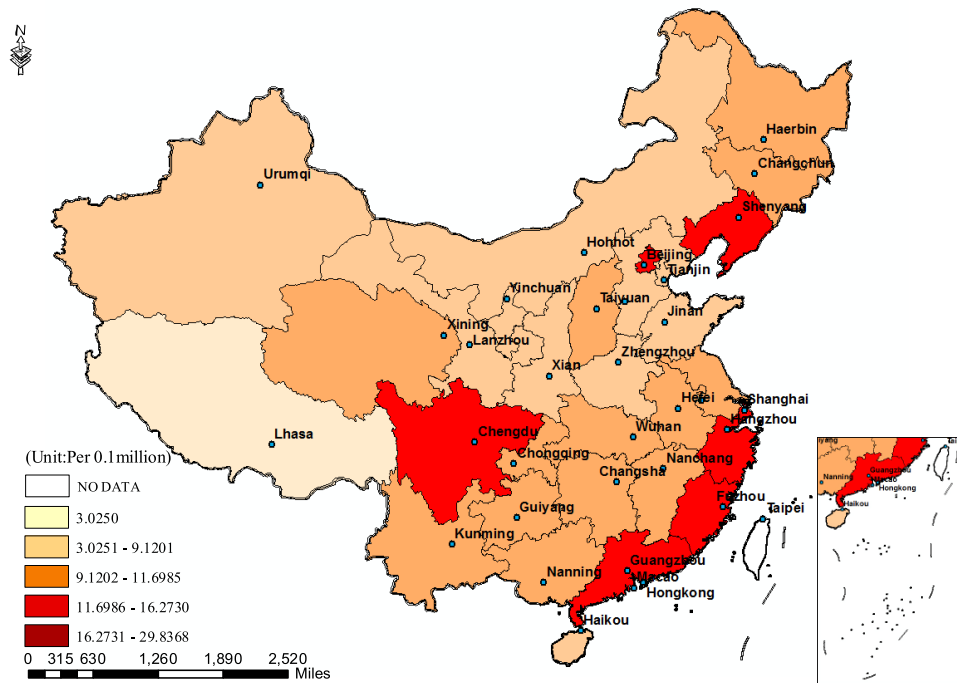 N
Haerbin
Changchun
Urumqi
Shenyang
Hohhot
Beijing
Tianjin
Yinchuan
Taiyuan
Jinan
Xining
Lanzhou
Zhengzhou
Xian
Hefei
Shanghai
Hangzhou
Wuhan
Lhasa
Chengdu
Chongqing
Nanchang
Changsha
Fuzhou
Guiyang
Taipei
Kunming
Guangzhou
Nanning
Macao
Hongkong
Haikou
(Unit:Per 0.1million)
NO DATA
3.0250
3.0251 - 9.1201
9.1202 - 11.6985
11.6986 - 16.2730
16.2731 - 29.8368
0 315 630 1,260 1,890 2,520
Miles
iyang
Tai
Guangzhou
Nanning
Macao
Hongkong
Haikou